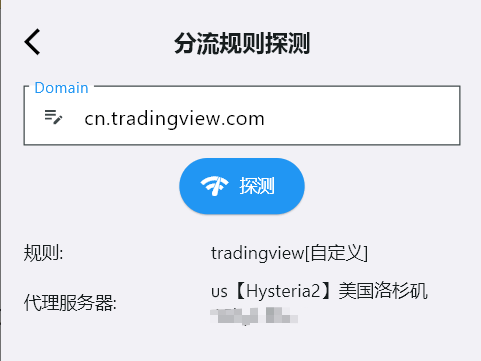 分流规则探测
Domain
cn.tradingview.com
探测
规则:
tradingview[自定义]
代理服务器:
us【Hysteria2】美国洛杉矶